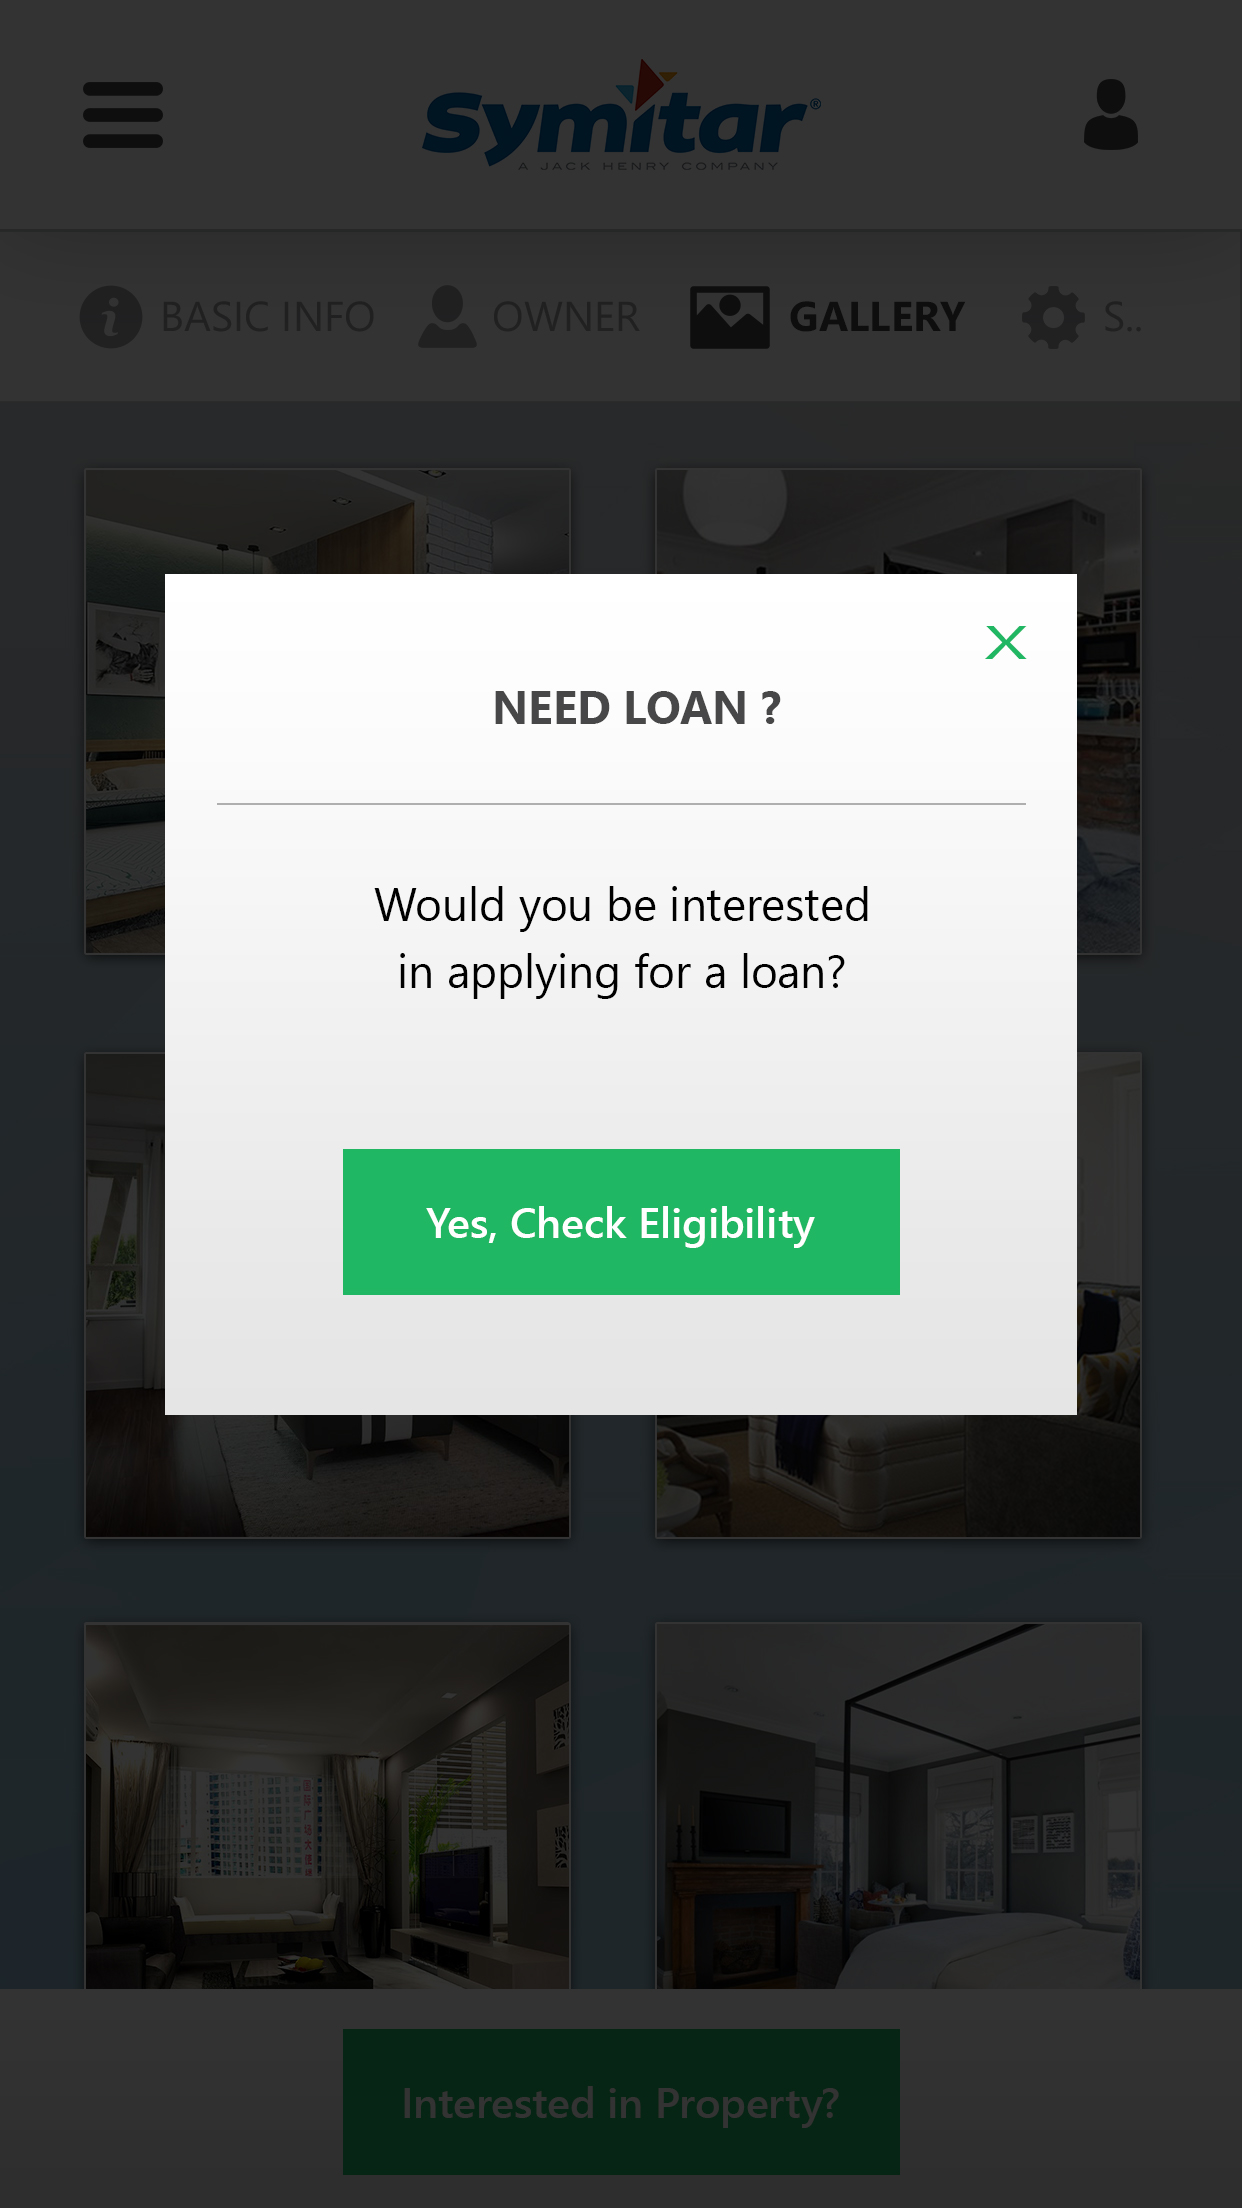 Symitar®
A JACK HENRY COMPANY
BASIC INFO OWNER GALLERY S..
NEED LOAN ?
Would you be interested
in applying for a loan?
Yes, Check Eligibility
Interested in Property?